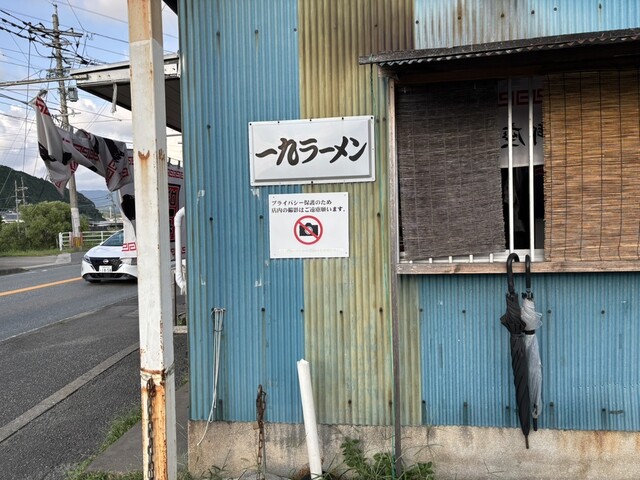 一九ラーメン
プライバシー保護のため
店内の撮影はご遠慮願います。